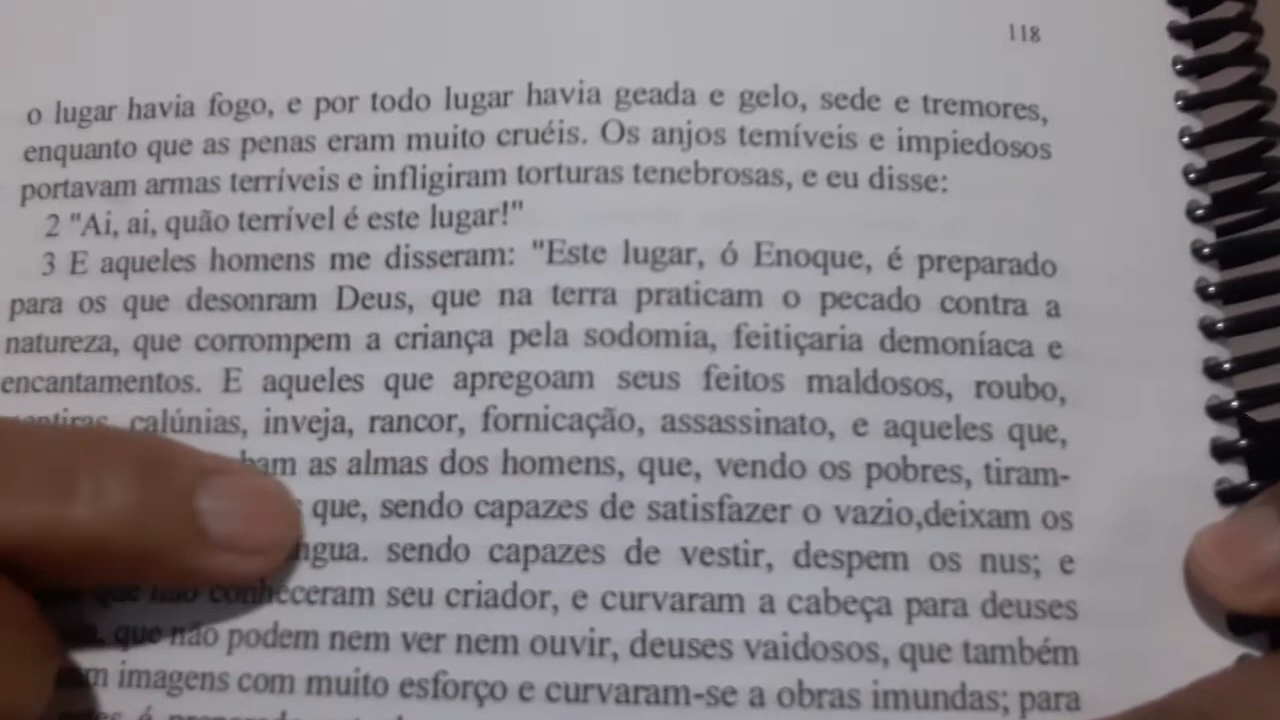 118
o lugar havia fogo, e por todo lugar havia geada e gelo, sede e tremores,
enquanto que as penas eram muito cruéis. Os anjos temíveis e impiedosos
portavam armas terríveis e infligiram torturas tenebrosas, e eu disse:
2 "Ai, ai, quão terrível é este lugar!"
3 E aqueles homens me disseram: "Este lugar, ó Enoque, é preparado
para os que desonram Deus, que na terra praticam o pecado contra a
natureza, que corrompem a criança pela sodomia, feitiçaria demoníaca e
encantamentos. E aqueles que apregoam seus feitos maldosos, roubo,
calúnias, inveja, rancor, fornicação, assassinato, e aqueles que,
as almas dos homens, que, vendo os pobres, tiram-
que, sendo capazes de satisfazer o vazio,deixam os
sendo capazes de vestir, despem os nus; e
que não conheceram seu criador, e curvaram a cabeça para deuses
que não podem nem ver nem ouvir, deuses vaidosos, que também
imagens com muito esforço e curvaram-se a obras imundas; para